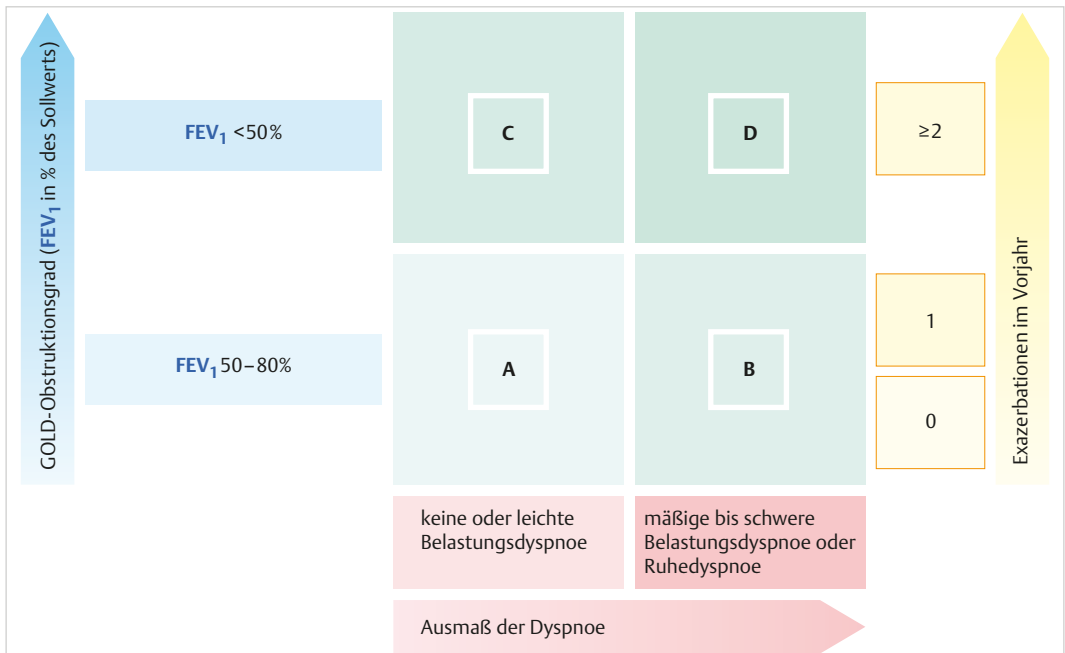 GOLD-Obstruktionsgrad (FEV1 in % des Sollwerts)
FEV1 <50%
C
D
≥2
FEV1 50–80%
A
B
1
0
Exazerbationen im Vorjahr
keine oder leichte
Belastungsdyspnoe
mäßige bis schwere
Belastungsdyspnoe oder
Ruhedyspnoe
Ausmaß der Dyspnoe